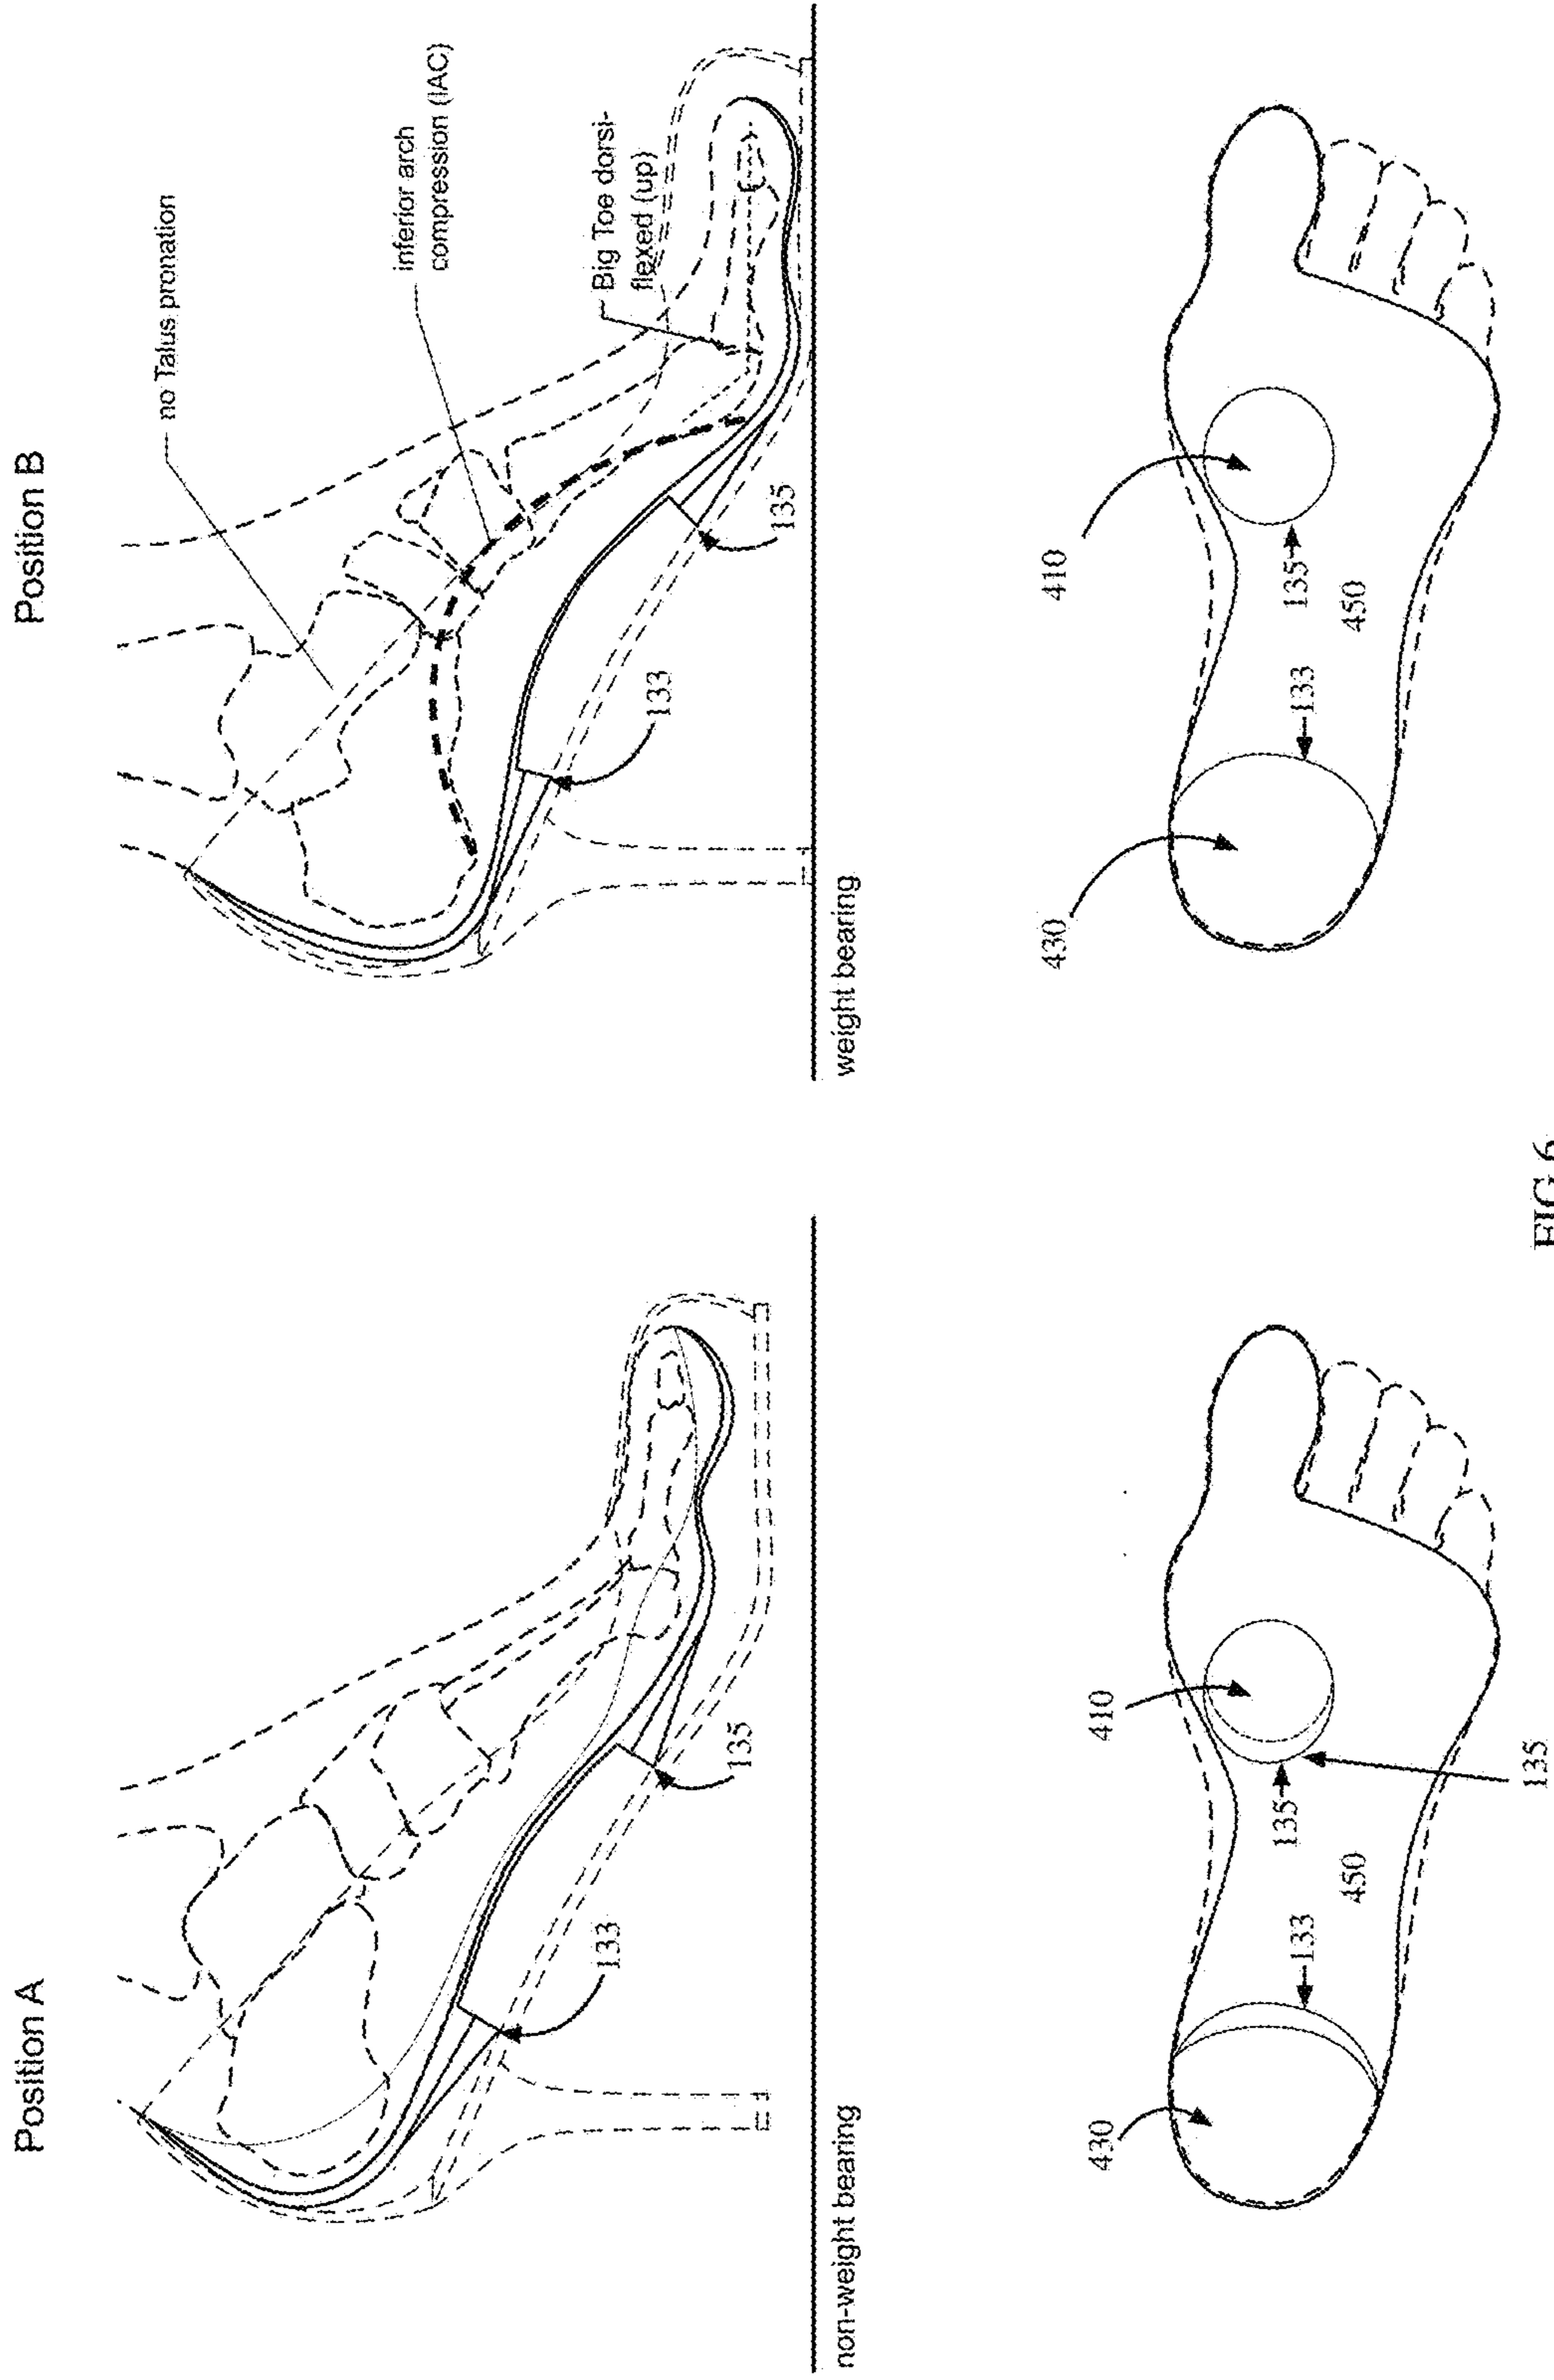 Position A
133
135
non-weight bearing
430
410
133
135
450
135
Position B
no Talus pronation
inferior arch
compression (IAC)
Big Toe dorsi-
flexed (up)
133
135
weight bearing
430
410
133
135
450
FIG 6